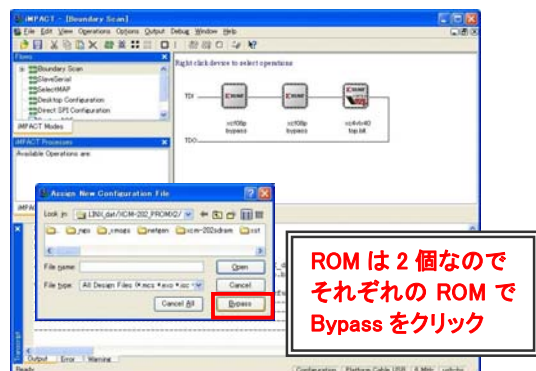 iMPACT - [Boundary Scan]
File Edit View Operations Options Output Debug Window Help
Flows
Right click device to select operations
Boundary Scan
SlaveSerial
SelectMAP
Desktop Configuration
Direct SPI Configuration
TDI
TDO
xcf08p
bypass
xcf08p
bypass
top.bit
iMPACT Modes
iMPACT Processes
Available Operations are:
Assign New Configuration File
Look in:
File name:
Open
File type:
All Design Files
Cancel
Cancel All
Bypass
ROM は 2 個なので
それぞれの ROM で
Bypass をクリック
Transcript
Output Error Warning
Ready
Configuration Platform Cable USB 6 MHz